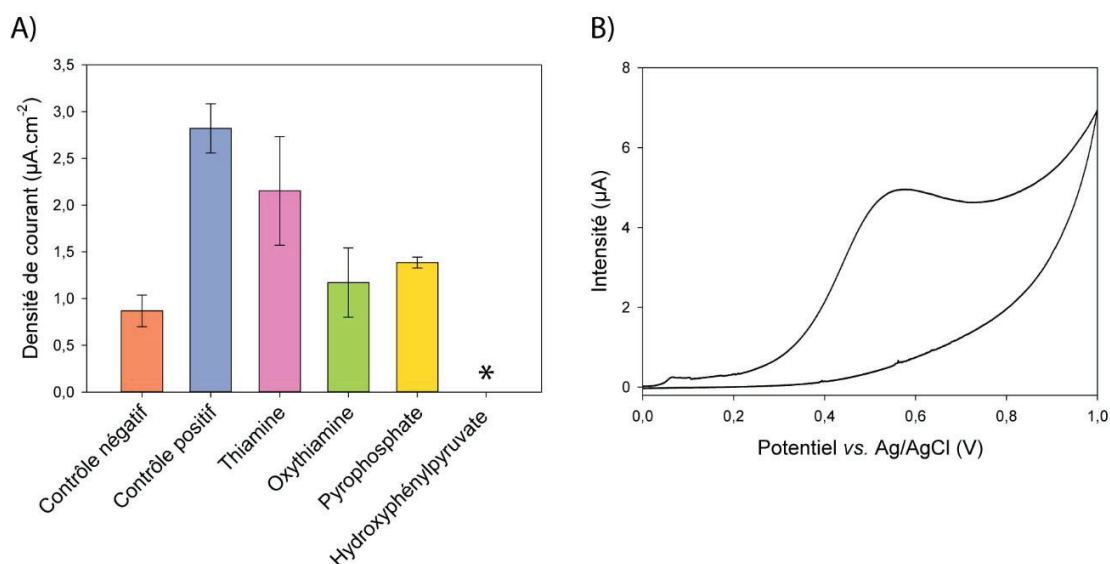 A)
Densité de courant (µA.cm-2)
3,5
3,0
2,5
2,0
1,5
1,0
0,5
0,0
*
Contrôle négatif
Contrôle positif
Thiamine
Oxythiamine
Pyrophosphate
Hydroxyphénylpyruvate
B)
Intensité (µA)
8
6
4
2
0
0,0 0,2 0,4 0,6 0,8 1,0
Potentiel vs. Ag/AgCl (V)